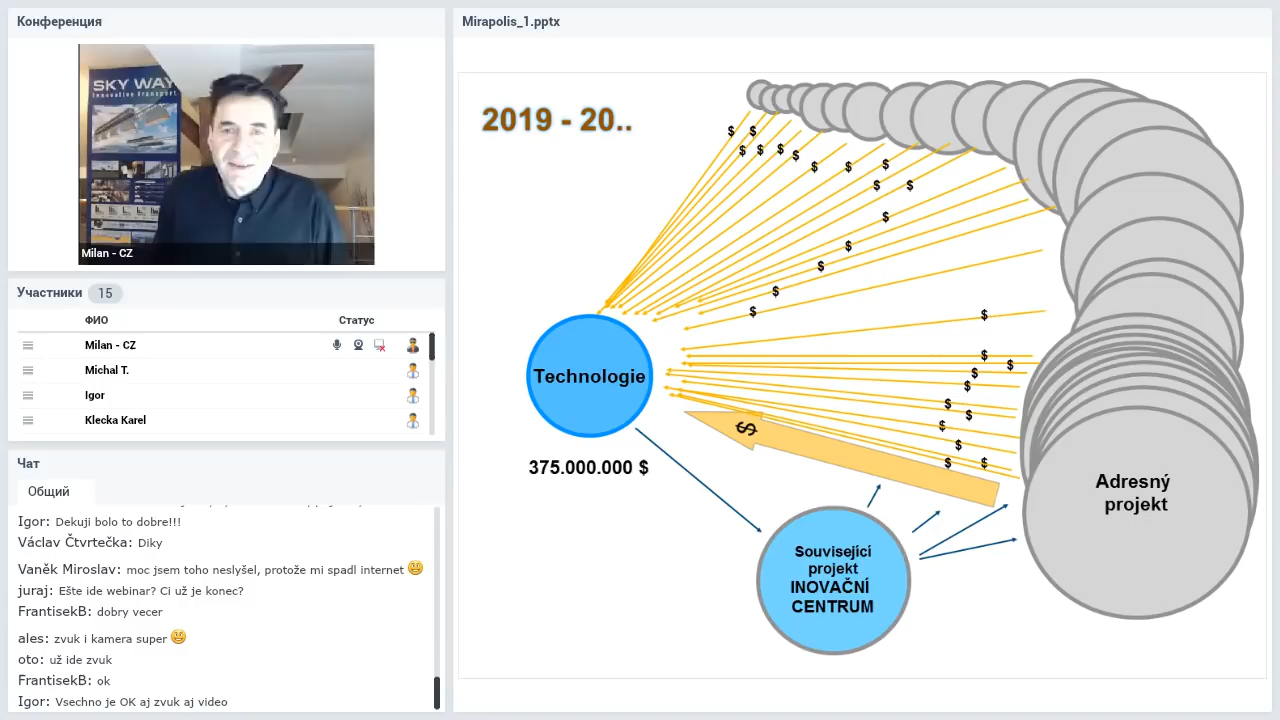 Конференция
SKY WAY
Innovative transport
Milan - CZ
Участники 15
ФИО Статус
Milan - CZ
Michal T.
Igor
Klecka Karel
Чат
Общий
Igor: Dekuji bolo to dobre!!!
Václav Čtvrtečka: Diky
Vaněk Miroslav: moc jsem toho neslyšel, protože mi spadl internet
juraj: Ešte ide webinar? Ci už je konec?
FrantisekB: dobry vecer
ales: zvuk i kamera super
oto: už ide zvuk
FrantisekB: ok
Igor: Vsechno je OK aj zvuk aj video
Mirapolis_1.pptx
2019 - 20..
$ $
$ $ $ $
$ $ $
$ $
$
$
$
$
$
$
$
$
$
$
$
$
$
$
$ $
$
Technologie
375.000.000 $
Adresný
projekt
Související
projekt
INOVAČNÍ
CENTRUM